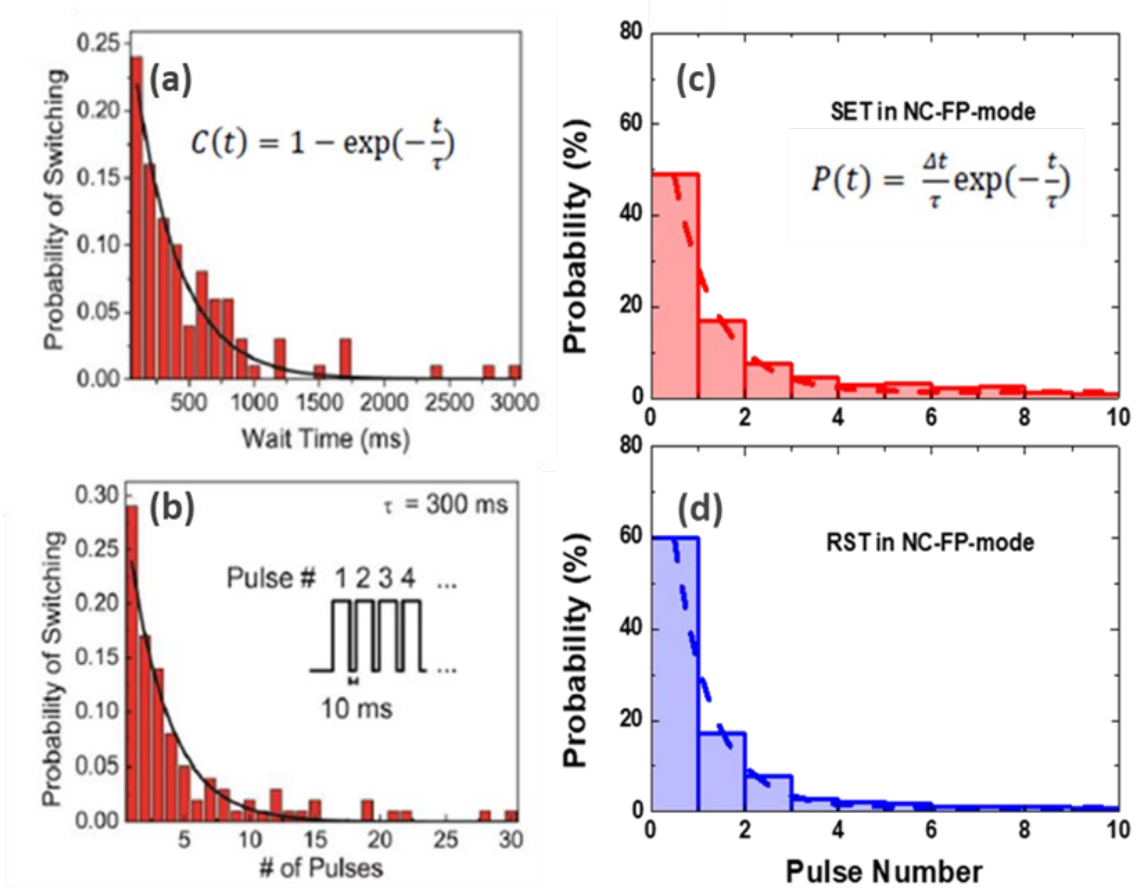 (a)
Probability of Switching
0.25
0.20
0.15
0.10
0.05
0.00
C(t) = 1 − exp(−t/τ)
500 1000 1500 2000 2500 3000
Wait Time (ms)
(b)
Probability of Switching
0.30
0.25
0.20
0.15
0.10
0.05
0.00
τ = 300 ms
Pulse # 1 2 3 4 ...
...
10 ms
5 10 15 20 25 30
# of Pulses
(c)
Probability (%)
80
60
40
20
0
SET in NC-FP-mode
P(t) = Δt/τ exp(−t/τ)
0 2 4 6 8 10
(d)
Probability (%)
80
60
40
20
0
RST in NC-FP-mode
0 2 4 6 8 10
Pulse Number